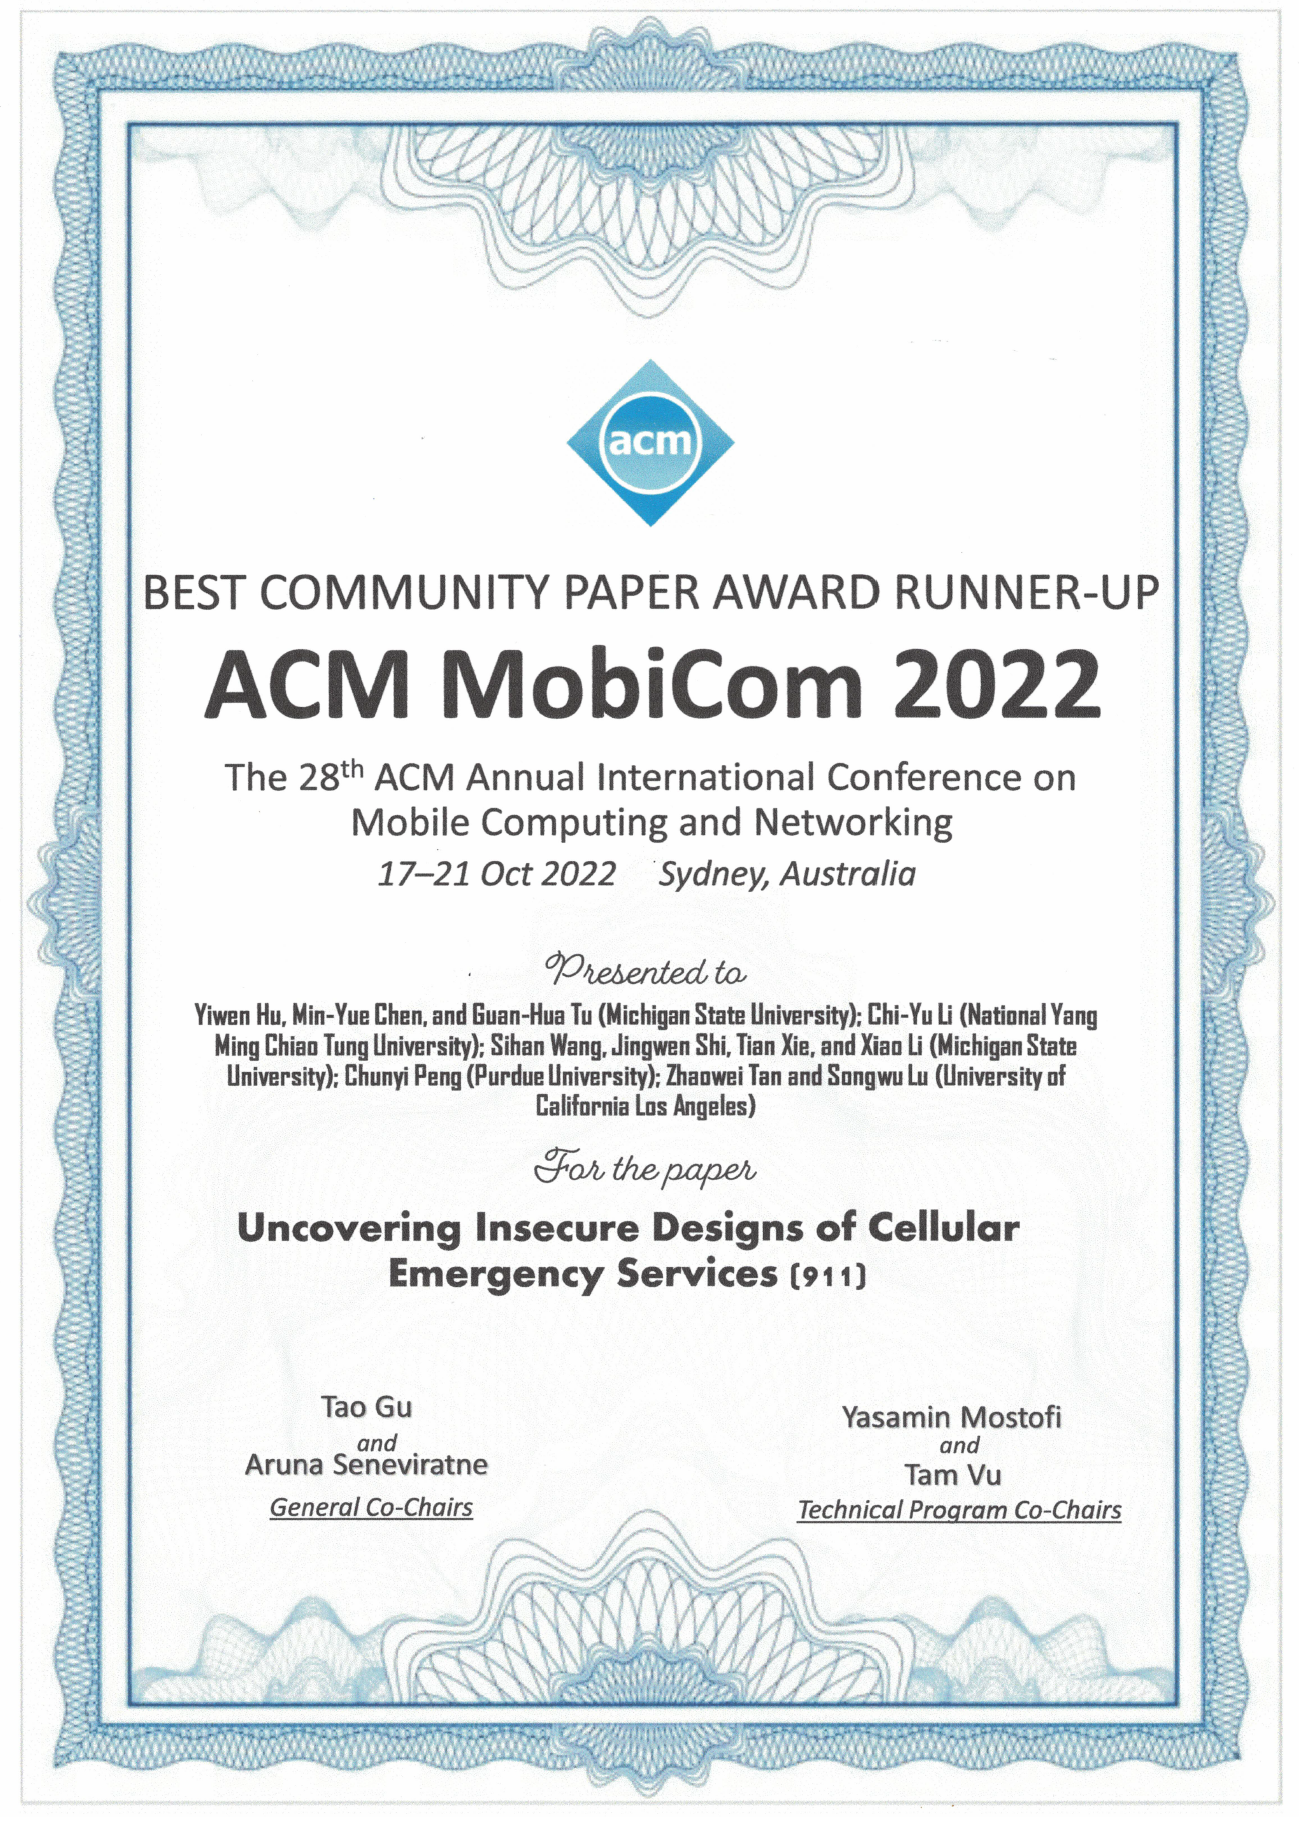 acm
BEST COMMUNITY PAPER AWARD RUNNER-UP
ACM MobiCom 2022
The 28th ACM Annual International Conference on
Mobile Computing and Networking
17–21 Oct 2022 Sydney, Australia
Presented to
Yiwen Hu, Min-Yue Chen, and Guan-Hua Tu (Michigan State University); Chi-Yu Li (National Yang
Ming Chiao Tung University); Sihan Wang, Jingwen Shi, Tian Xie, and Xiao Li (Michigan State
University); Chunyi Peng (Purdue University); Zhaowei Tan and Songwu Lu (University of
California Los Angeles)
For the paper
Uncovering Insecure Designs of Cellular
Emergency Services (911)
Tao Gu
and
Aruna Seneviratne
General Co-Chairs
Yasamin Mostofi
and
Tam Vu
Technical Program Co-Chairs